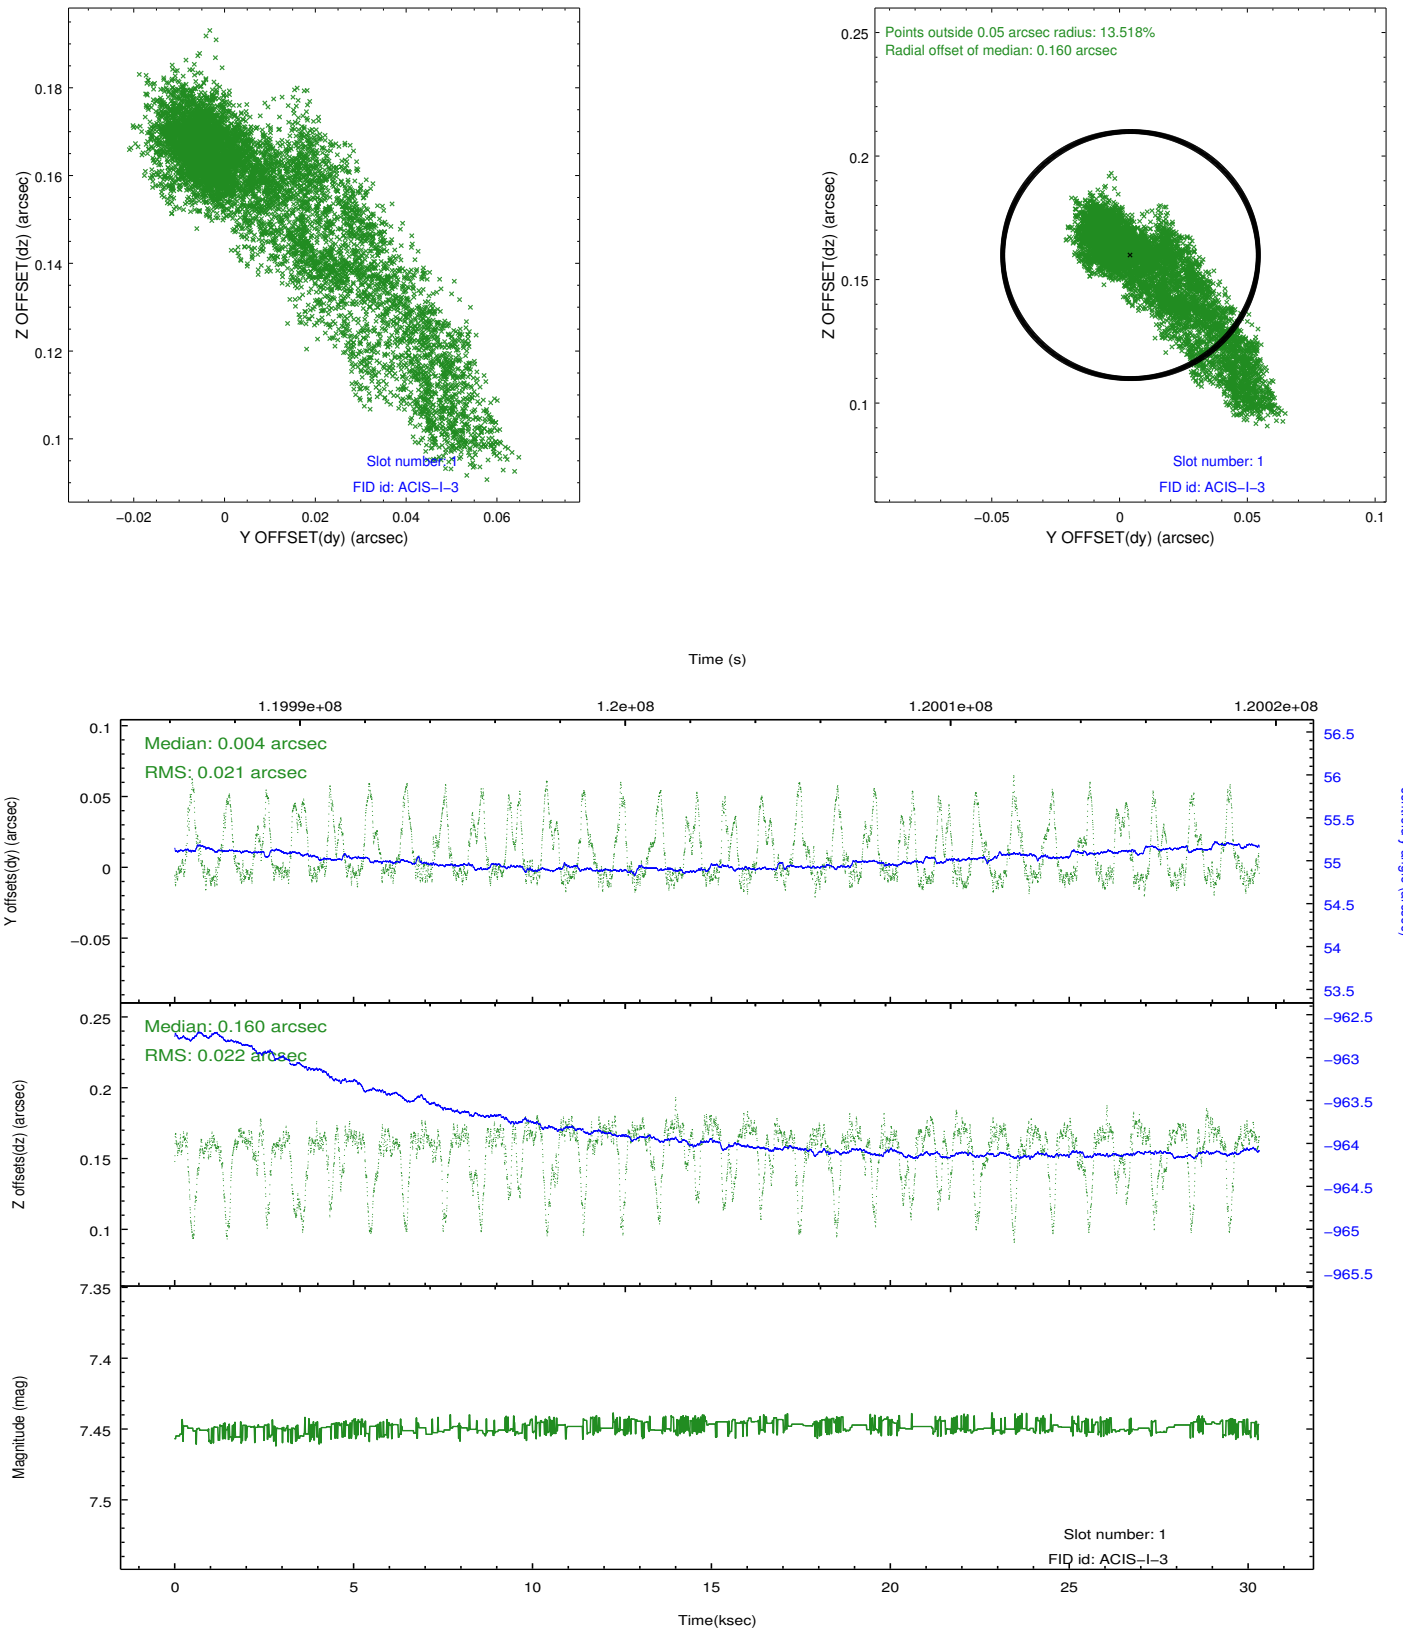 0.18
0.16
0.14
0.12
0.1
Z OFFSET(dz) (arcsec)
Slot number: 1
FID id: ACIS−I−3
−0.02 0 0.02 0.04 0.06
Y OFFSET(dy) (arcsec)
Points outside 0.05 arcsec radius: 13.518%
Radial offset of median: 0.160 arcsec
0.25
0.2
0.15
0.1
Z OFFSET(dz) (arcsec)
Slot number: 1
FID id: ACIS−I−3
−0.05 0 0.05 0.1
Y OFFSET(dy) (arcsec)
Time (s)
1.1999e+08 1.2e+08 1.2001e+08 1.2002e+08
Median: 0.004 arcsec
RMS: 0.021 arcsec
0.1
0.05
0
−0.05
Y offsets(dy) (arcsec)
56.5
56
55.5
55
54.5
54
53.5
Median: 0.160 arcsec
RMS: 0.022 arcsec
0.25
0.2
0.15
0.1
Z offsets(dz) (arcsec)
−962.5
−963
−963.5
−964
−964.5
−965
−965.5
7.35
7.4
7.45
7.5
Magnitude (mag)
Slot number: 1
FID id: ACIS−I−3
0 5 10 15 20 25 30
Time(ksec)